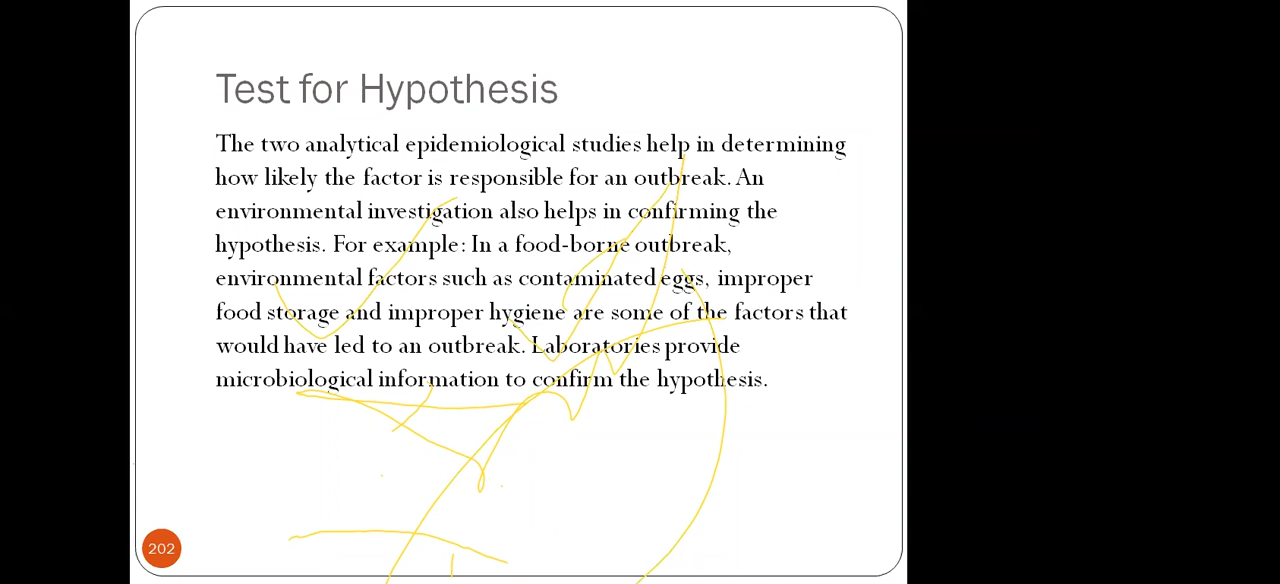 Test for Hypothesis
The two analytical epidemiological studies help in determining
how likely the factor is responsible for an outbreak. An
environmental investigation also helps in confirming the
hypothesis. For example: In a food-borne outbreak,
environmental factors such as contaminated eggs, improper
food storage and improper hygiene are some of the factors that
would have led to an outbreak. Laboratories provide
microbiological information to confirm the hypothesis.
202